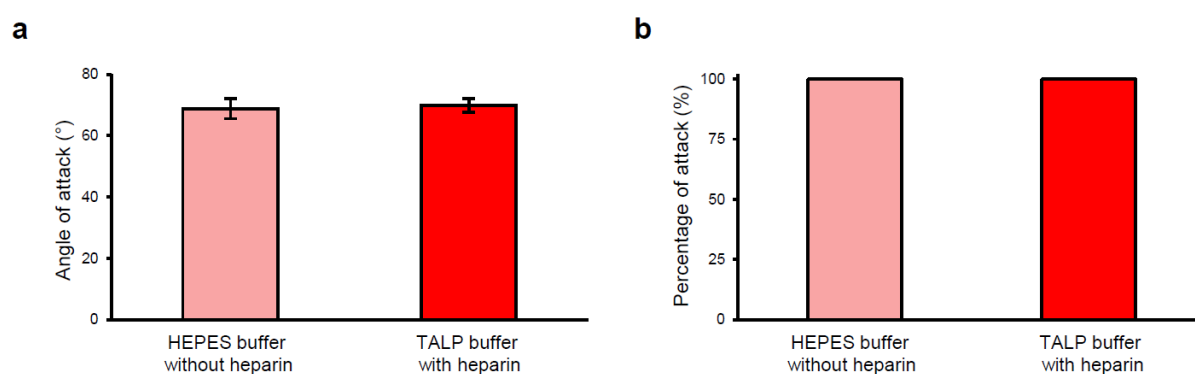 a
Angle of attack (°)
80
60
40
20
0
HEPES buffer
without heparin
TALP buffer
with heparin
b
Percentage of attack (%)
100
75
50
25
0
HEPES buffer
without heparin
TALP buffer
with heparin